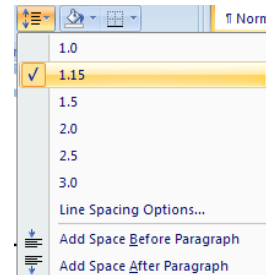 ¶ Norm
1.0
1.15
1.5
2.0
2.5
3.0
Line Spacing Options...
Add Space Before Paragraph
Add Space After Paragraph